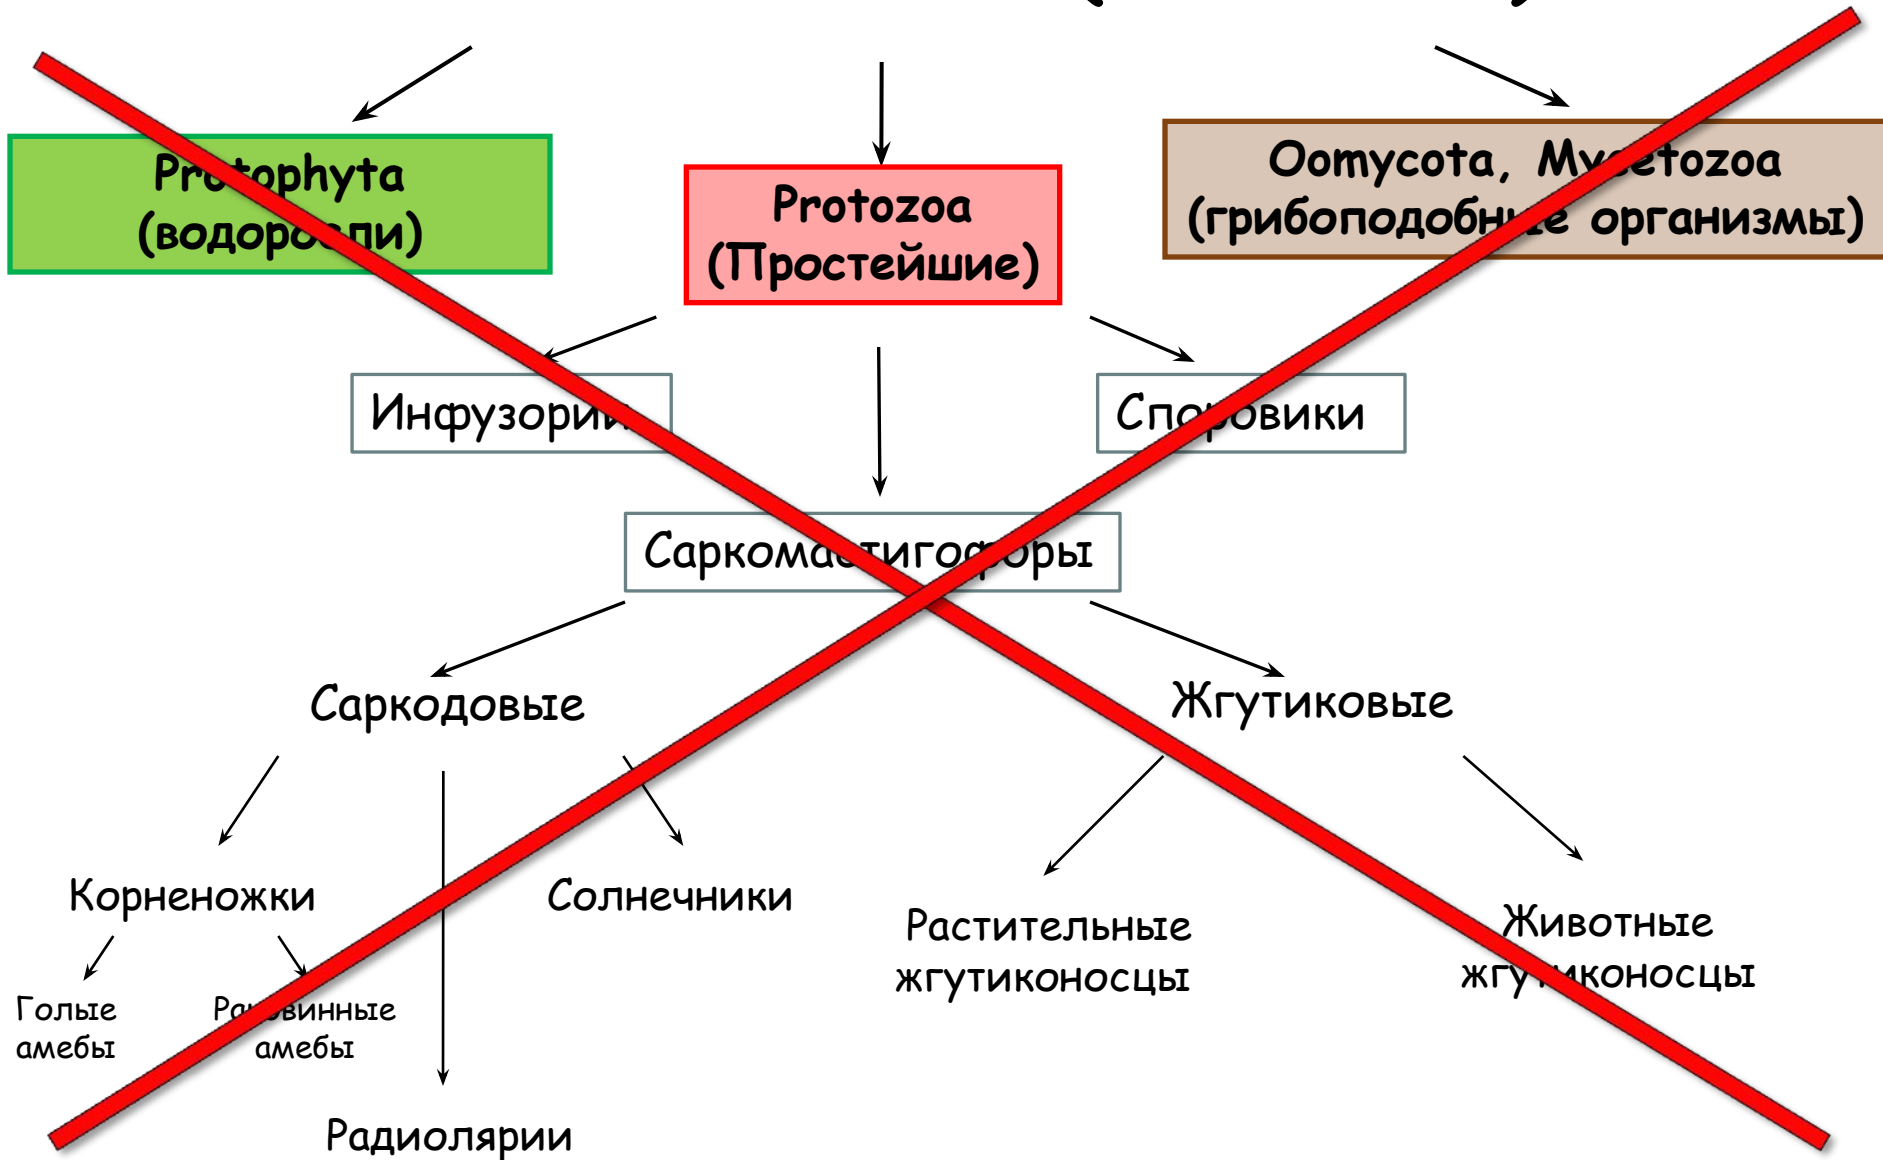 Protophyta
(водоросли)
Protozoa
(Простейшие)
Oomycota, Mycetozoa
(грибоподобные организмы)
Инфузории
Споровики
Саркомастигофоры
Саркодовые
Жгутиковые
Корненожки
Солнечники
Растительные
жгутиконосцы
Животные
жгутиконосцы
Голые
амебы
Раковинные
амебы
Радиолярии